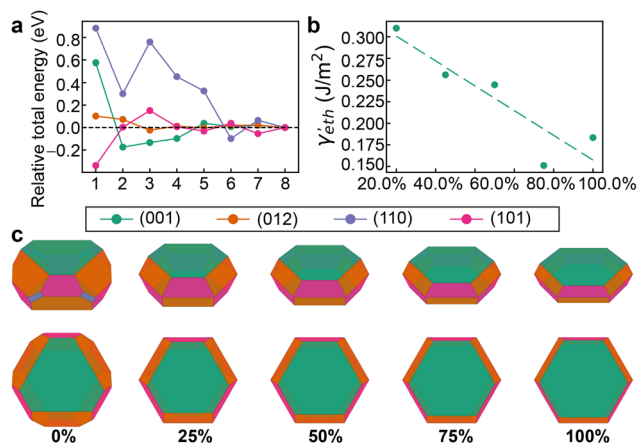 a
b
Relative total energy (eV)
0.8
0.6
0.4
0.2
0.0
−0.2
1 2 3 4 5 6 7 8
γ′eth (J/m²)
0.300
0.275
0.250
0.225
0.200
0.175
0.150
20.0% 40.0% 60.0% 80.0% 100.0%
(001) (012) (110) (101)
c
0% 25% 50% 75% 100%